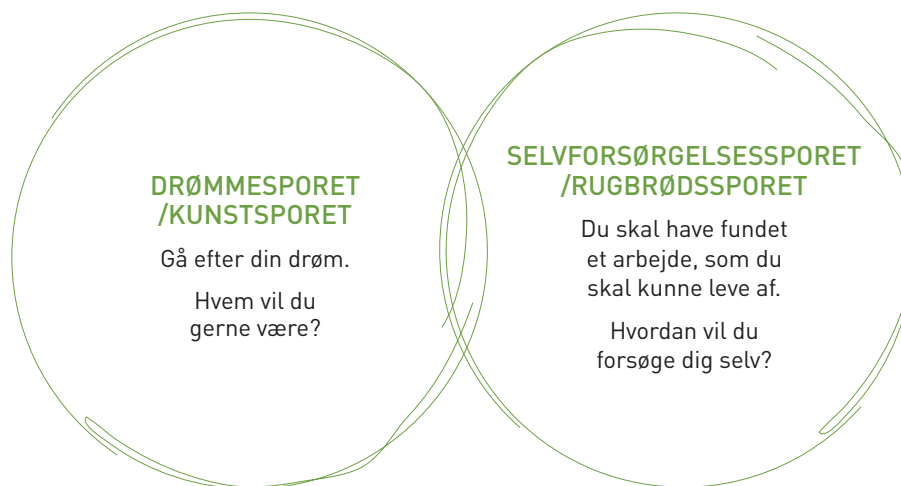 DRØMMESPORET
/KUNSTSPORET
Gå efter din drøm.
Hvem vil du
gerne være?
SELVFORSØRGELSESSPORET
/RUGBRØDSSPORET
Du skal have fundet
et arbejde, som du
skal kunne leve af.
Hvordan vil du
forsøge dig selv?